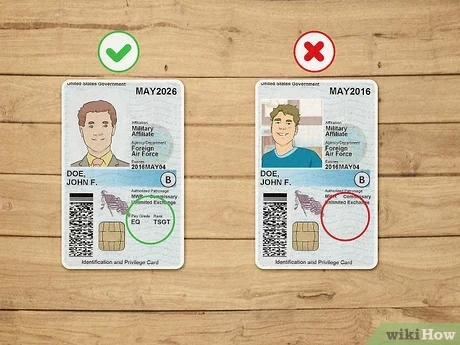 United States Government
MAY2026
Affiliation
Military
Affiliate
Agency/Department
Foreign
Air Force
Expires
2016MAY04
DOE,
JOHN F.
B
Authorized Patronage
MWR Commissary
Unlimited Exchange
Pay Grade Rank
EQ TSGT
Identification and Privilege Card
United States Government
MAY2016
Affiliation
Military
Affiliate
Agency/Department
Foreign
Air Force
Expires
2016MAY04
DOE,
JOHN F.
B
Authorized Patronage
MWR Commissary
Unlimited Exchange
Identification and Privilege Card
wikiHow